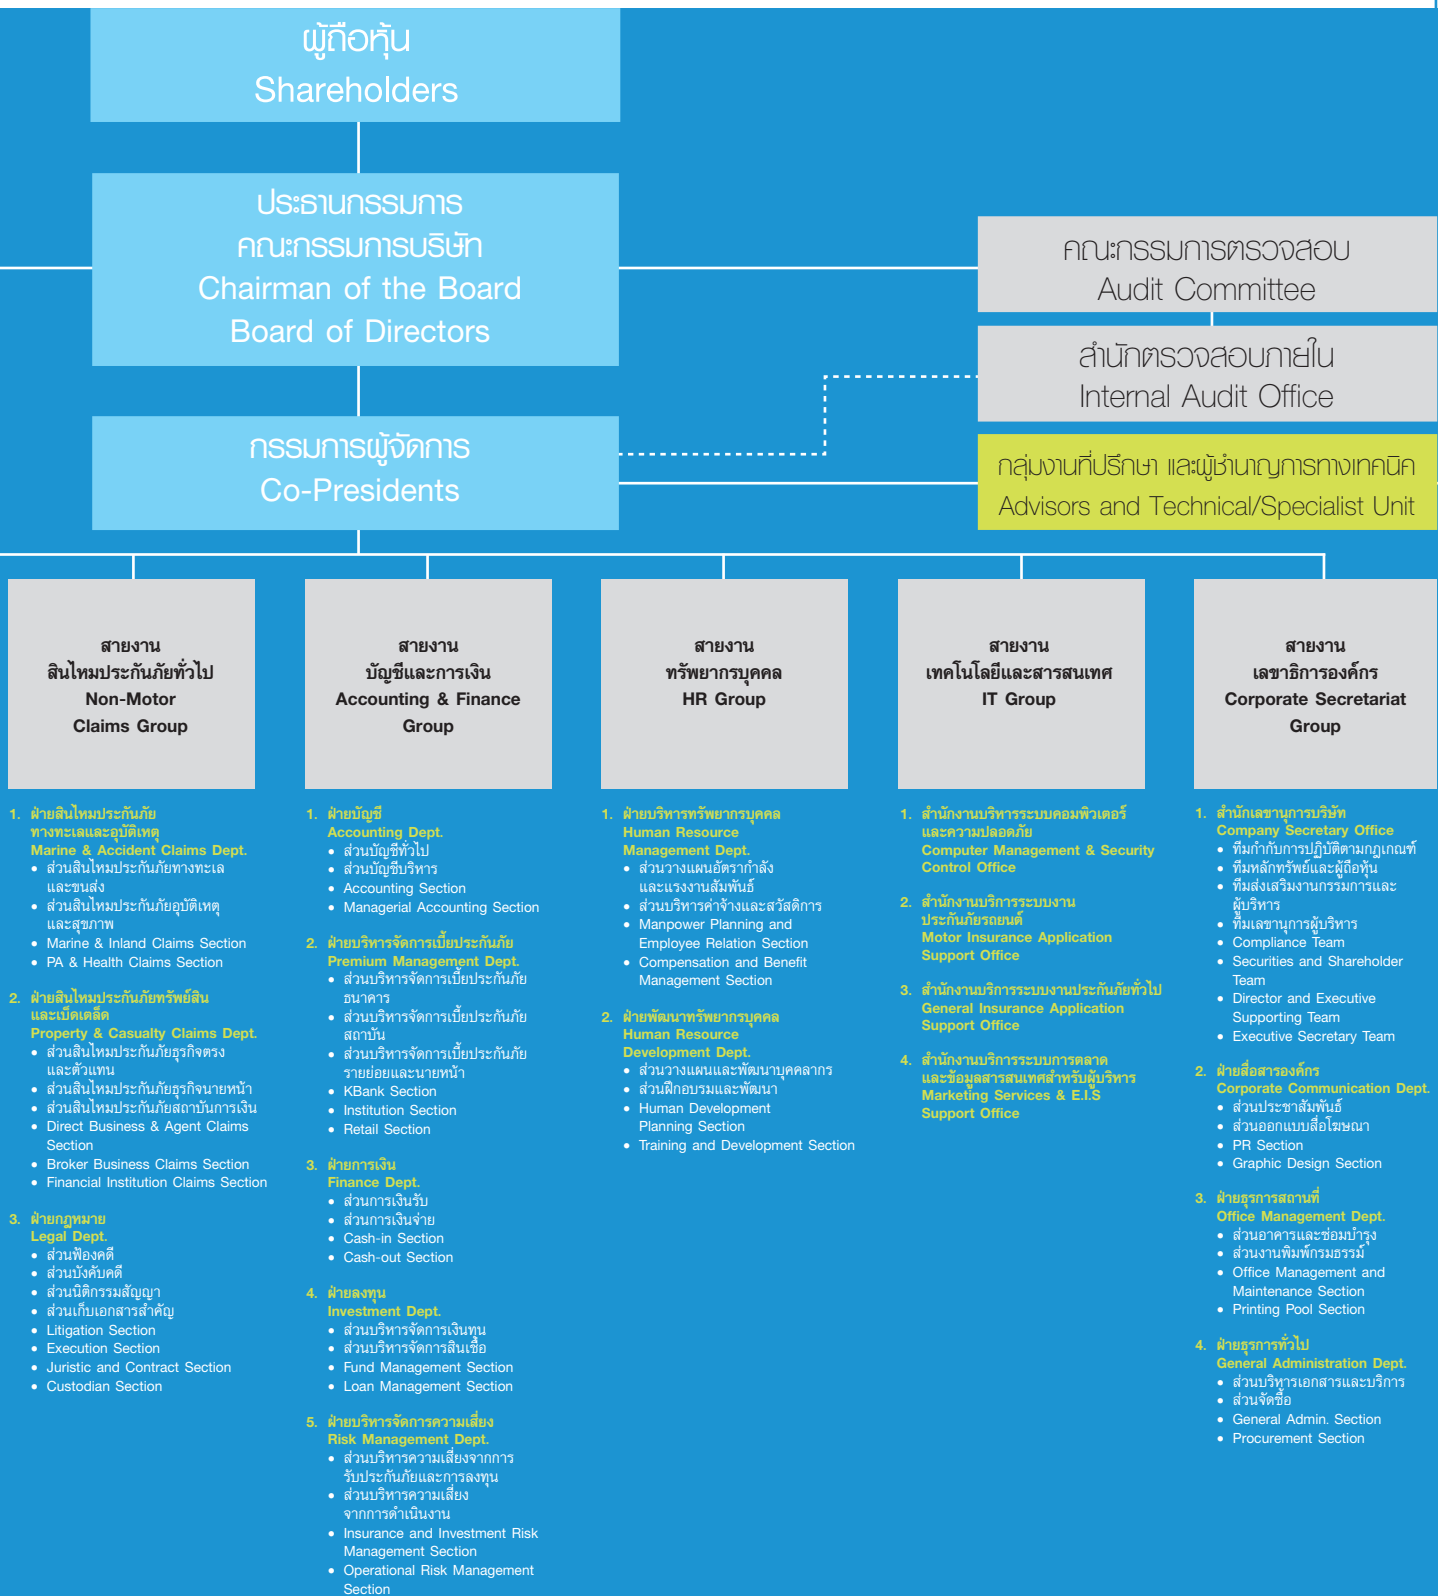 ผู้ถือหุ้น
Shareholders
ประธานกรรมการ
คณะกรรมการบริษัท
Chairman of the Board
Board of Directors
คณะกรรมการตรวจสอบ
Audit Committee
สำนักตรวจสอบภายใน
Internal Audit Office
กรรมการผู้จัดการ
Co-Presidents
กลุ่มงานที่ปรึกษา และผู้ชำนาญการทางเทคนิค
Advisors and Technical/Specialist Unit
สายงาน
สินไหมประกันภัยทั่วไป
Non-Motor
Claims Group
1. ฝ่ายสินไหมประกันภัย
ทางทะเลและอุบัติเหตุ
Marine & Accident Claims Dept.
• ส่วนสินไหมประกันภัยทางทะเล
และขนส่ง
• ส่วนสินไหมประกันภัยอุบัติเหตุ
และสุขภาพ
• Marine & Inland Claims Section
• PA & Health Claims Section
2. ฝ่ายสินไหมประกันภัยทรัพย์สิน
และเบ็ดเตล็ด
Property & Casualty Claims Dept.
• ส่วนสินไหมประกันภัยธุรกิจตรง
และตัวแทน
• ส่วนสินไหมประกันภัยธุรกิจนายหน้า
• ส่วนสินไหมประกันภัยสถาบันการเงิน
• Direct Business & Agent Claims
Section
• Broker Business Claims Section
• Financial Institution Claims Section
3. ฝ่ายกฎหมาย
Legal Dept.
• ส่วนฟ้องคดี
• ส่วนบังคับคดี
• ส่วนนิติกรรมสัญญา
• ส่วนเก็บเอกสารสำคัญ
• Litigation Section
• Execution Section
• Juristic and Contract Section
• Custodian Section
สายงาน
บัญชีและการเงิน
Accounting & Finance
Group
1. ฝ่ายบัญชี
Accounting Dept.
• ส่วนบัญชีทั่วไป
• ส่วนบัญชีบริหาร
• Accounting Section
• Managerial Accounting Section
2. ฝ่ายบริหารจัดการเบี้ยประกันภัย
Premium Management Dept.
• ส่วนบริหารจัดการเบี้ยประกันภัย
ธนาคาร
• ส่วนบริหารจัดการเบี้ยประกันภัย
สถาบัน
• ส่วนบริหารจัดการเบี้ยประกันภัย
รายย่อยและนายหน้า
• KBank Section
• Institution Section
• Retail Section
3. ฝ่ายการเงิน
Finance Dept.
• ส่วนการเงินรับ
• ส่วนการเงินจ่าย
• Cash-in Section
• Cash-out Section
4. ฝ่ายลงทุน
Investment Dept.
• ส่วนบริหารจัดการเงินทุน
• ส่วนบริหารจัดการสินเชื่อ
• Fund Management Section
• Loan Management Section
5. ฝ่ายบริหารจัดการความเสี่ยง
Risk Management Dept.
• ส่วนบริหารความเสี่ยงจากการ
รับประกันภัยและการลงทุน
• ส่วนบริหารความเสี่ยง
จากการดำเนินงาน
• Insurance and Investment Risk
Management Section
• Operational Risk Management
Section
สายงาน
ทรัพยากรบุคคล
HR Group
1. ฝ่ายบริหารทรัพยากรบุคคล
Human Resource
Management Dept.
• ส่วนวางแผนอัตรากำลัง
และแรงงานสัมพันธ์
• ส่วนบริหารค่าจ้างและสวัสดิการ
• Manpower Planning and
Employee Relation Section
• Compensation and Benefit
Management Section
2. ฝ่ายพัฒนาทรัพยากรบุคคล
Human Resource
Development Dept.
• ส่วนวางแผนและพัฒนาบุคคลากร
• ส่วนฝึกอบรมและพัฒนา
• Human Development
Planning Section
• Training and Development Section
สายงาน
เทคโนโลยีและสารสนเทศ
IT Group
1. สำนักงานบริหารระบบคอมพิวเตอร์
และความปลอดภัย
Computer Management & Security
Control Office
2. สำนักงานบริการระบบงาน
ประกันภัยรถยนต์
Motor Insurance Application
Support Office
3. สำนักงานบริการระบบงานประกันภัยทั่วไป
General Insurance Application
Support Office
4. สำนักงานบริการระบบการตลาด
และข้อมูลสารสนเทศสำหรับผู้บริหาร
Marketing Services & E.I.S
Support Office
สายงาน
เลขาธิการองค์กร
Corporate Secretariat
Group
1. สำนักเลขานุการบริษัท
Company Secretary Office
• ทีมกำกับการปฏิบัติตามกฎเกณฑ์
• ทีมหลักทรัพย์และผู้ถือหุ้น
• ทีมส่งเสริมงานกรรมการและ
ผู้บริหาร
• ทีมเลขานุการผู้บริหาร
• Compliance Team
• Securities and Shareholder
Team
• Director and Executive
Supporting Team
• Executive Secretary Team
2. ฝ่ายสื่อสารองค์กร
Corporate Communication Dept.
• ส่วนประชาสัมพันธ์
• ส่วนออกแบบสื่อโฆษณา
• PR Section
• Graphic Design Section
3. ฝ่ายธุรการสถานที่
Office Management Dept.
• ส่วนอาคารและซ่อมบำรุง
• ส่วนงานพิมพ์กรมธรรม์
• Office Management and
Maintenance Section
• Printing Pool Section
4. ฝ่ายธุรการทั่วไป
General Administration Dept.
• ส่วนบริหารเอกสารและบริการ
• ส่วนจัดซื้อ
• General Admin. Section
• Procurement Section